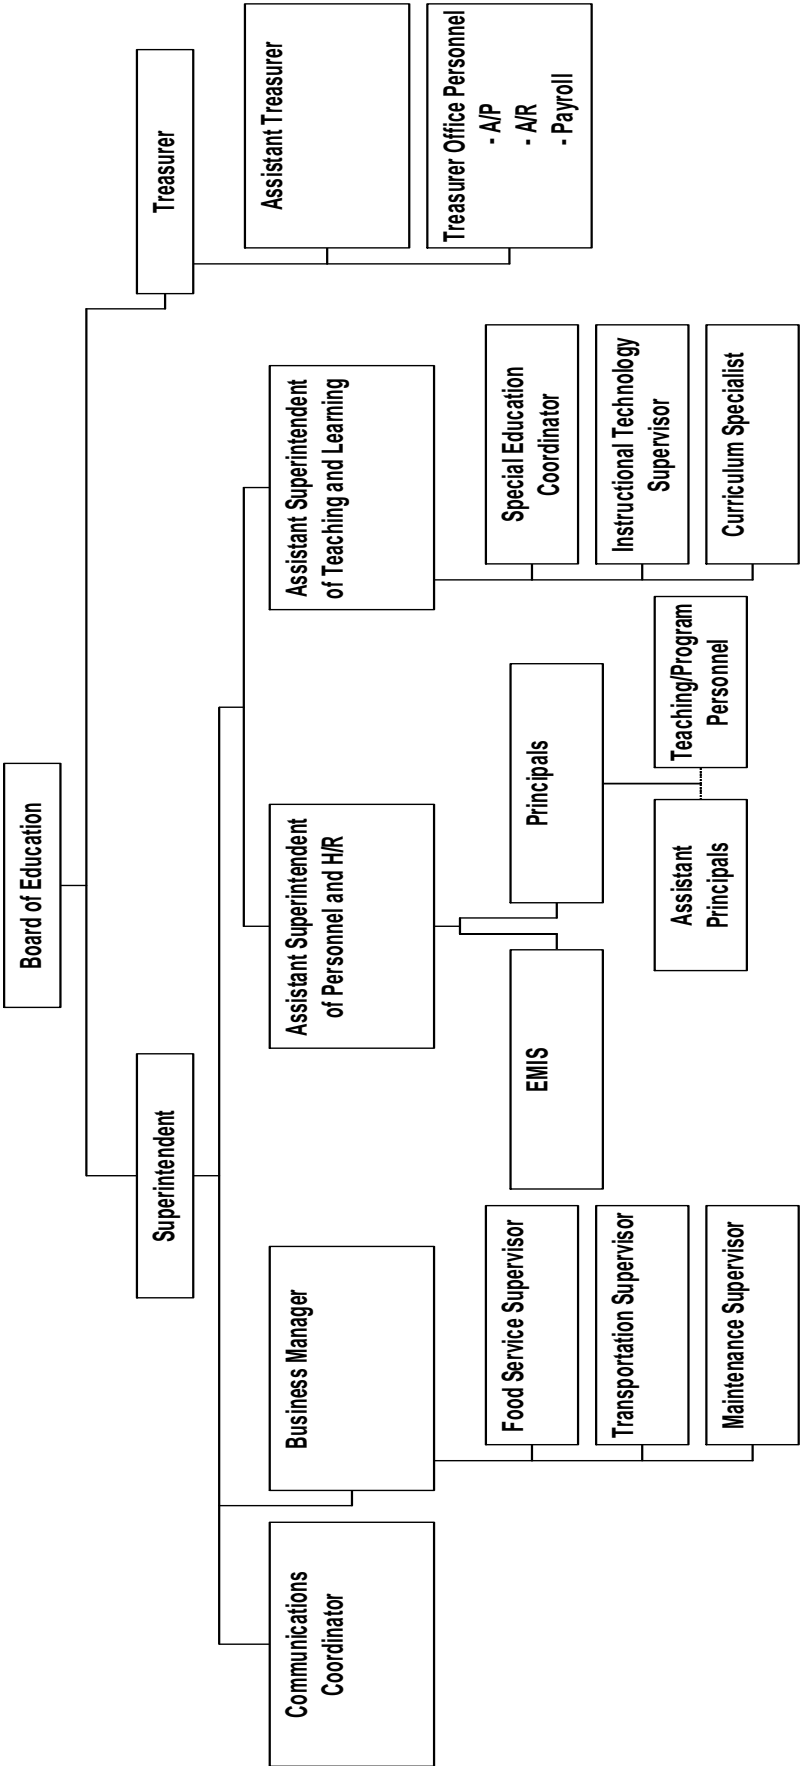 Board of Education
Superintendent
Treasurer
Communications
Coordinator
Business Manager
Assistant Superintendent
of Personnel and H/R
Assistant Superintendent
of Teaching and Learning
Assistant Treasurer
Treasurer Office Personnel
- A/P
- A/R
- Payroll
Food Service Supervisor
Transportation Supervisor
Maintenance Supervisor
EMIS
Principals
Assistant
Principals
Teaching/Program
Personnel
Special Education
Coordinator
Instructional Technology
Supervisor
Curriculum Specialist